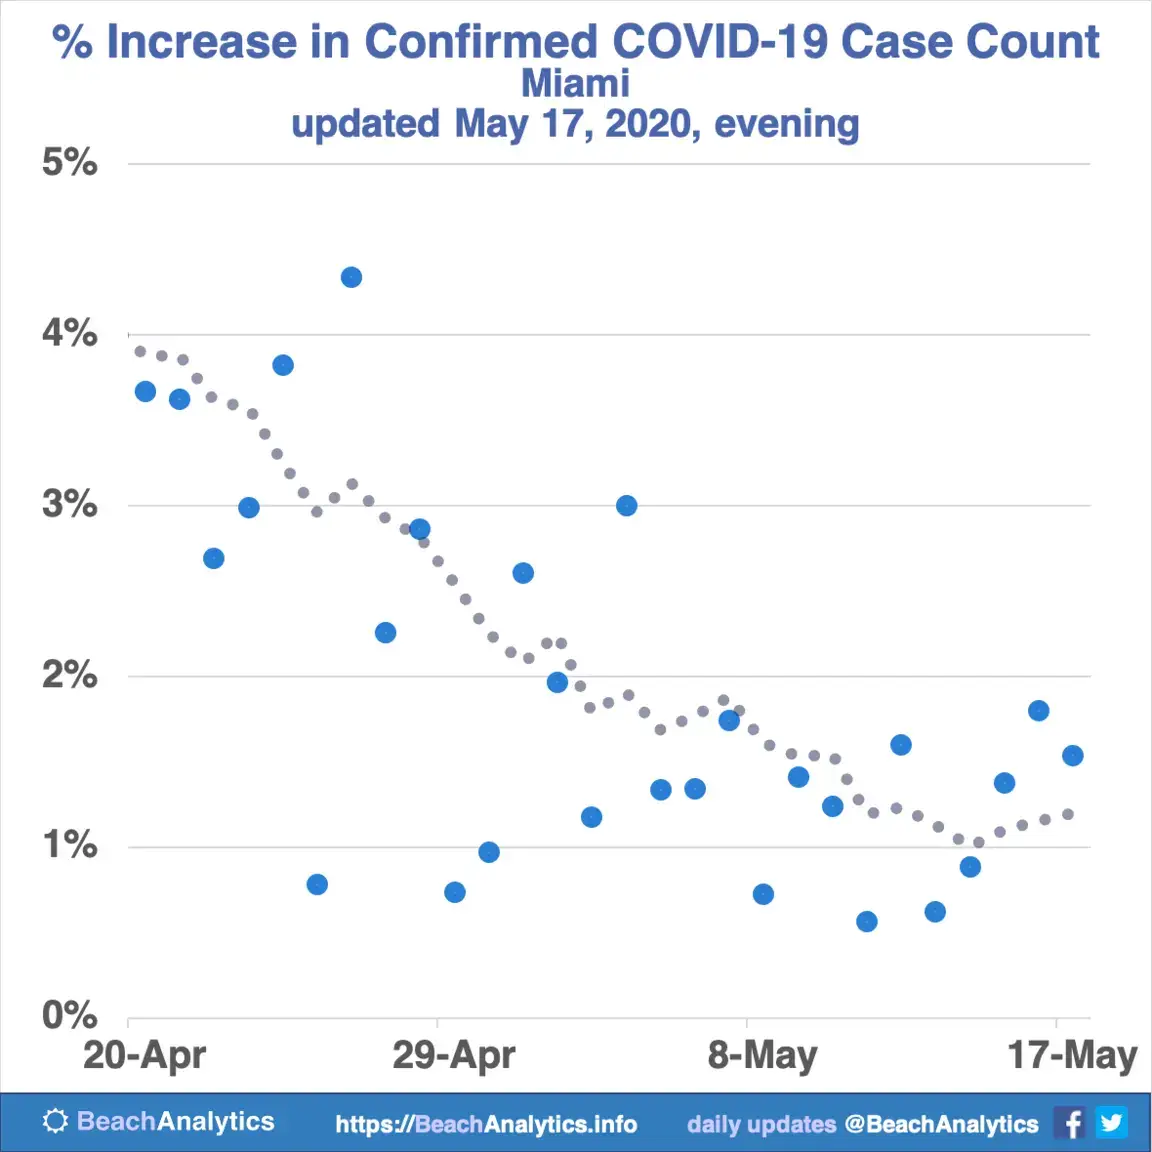 % Increase in Confirmed COVID-19 Case Count
Miami
updated May 17, 2020, evening
5%
4%
3%
2%
1%
0%
20-Apr 29-Apr 8-May 17-May
BeachAnalytics https://BeachAnalytics.info daily updates @BeachAnalytics